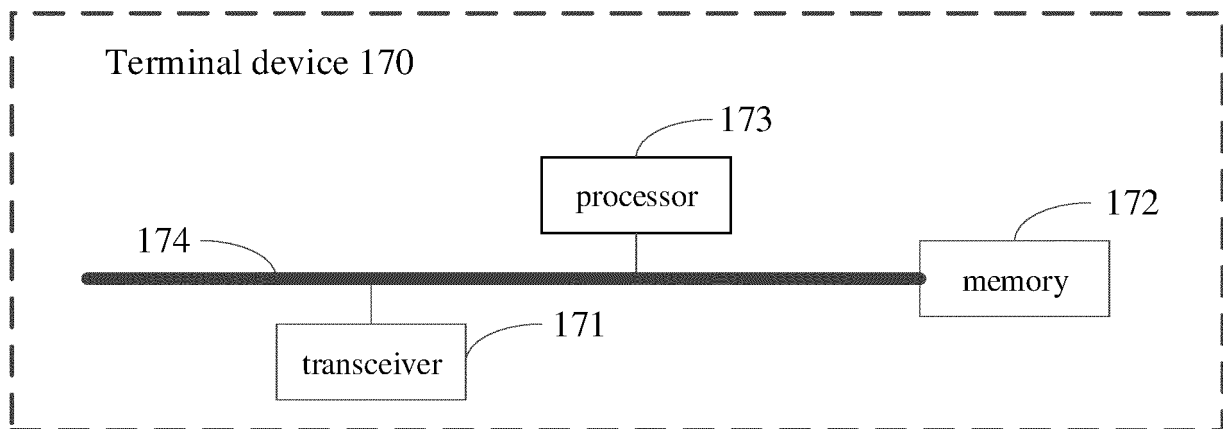 Terminal device 170
173
processor
172
174
memory
171
transceiver